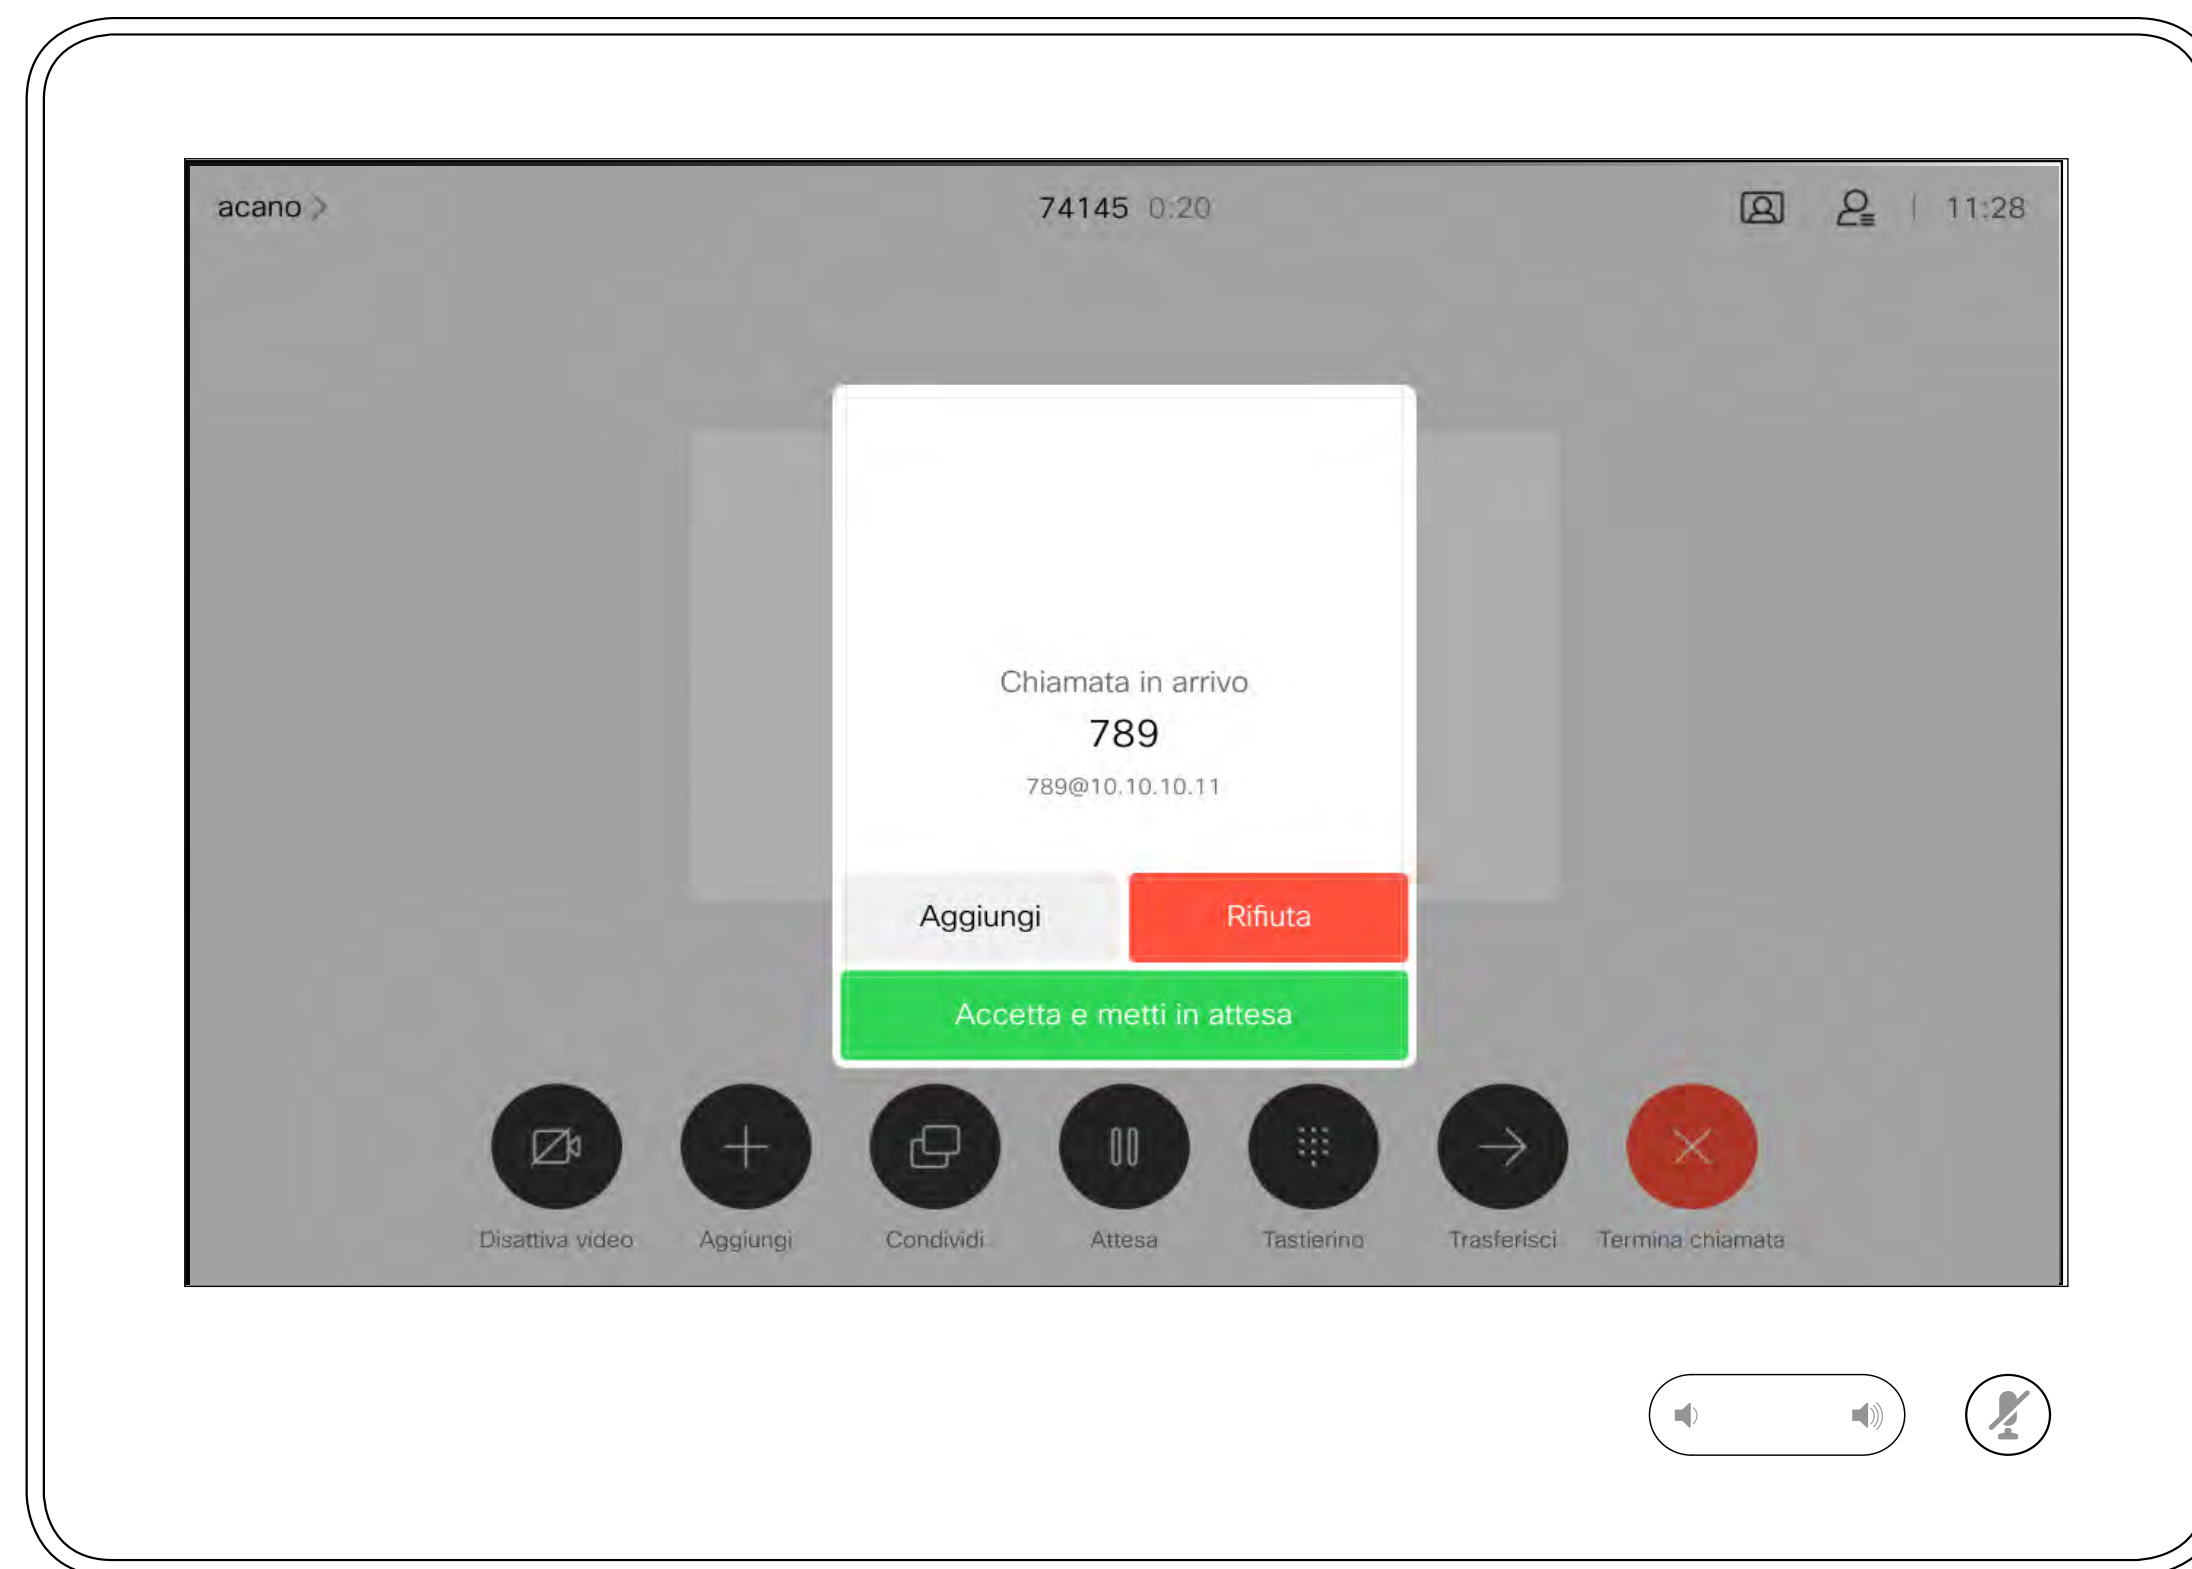 acano
74145 0:20
11:28
Chiamata in arrivo
789
789@10.10.10.11
Aggiungi Rifiuta
Accetta e metti in attesa
Disattiva video Aggiungi Condividi Attesa Tastierino Trasferisci Termina chiamata